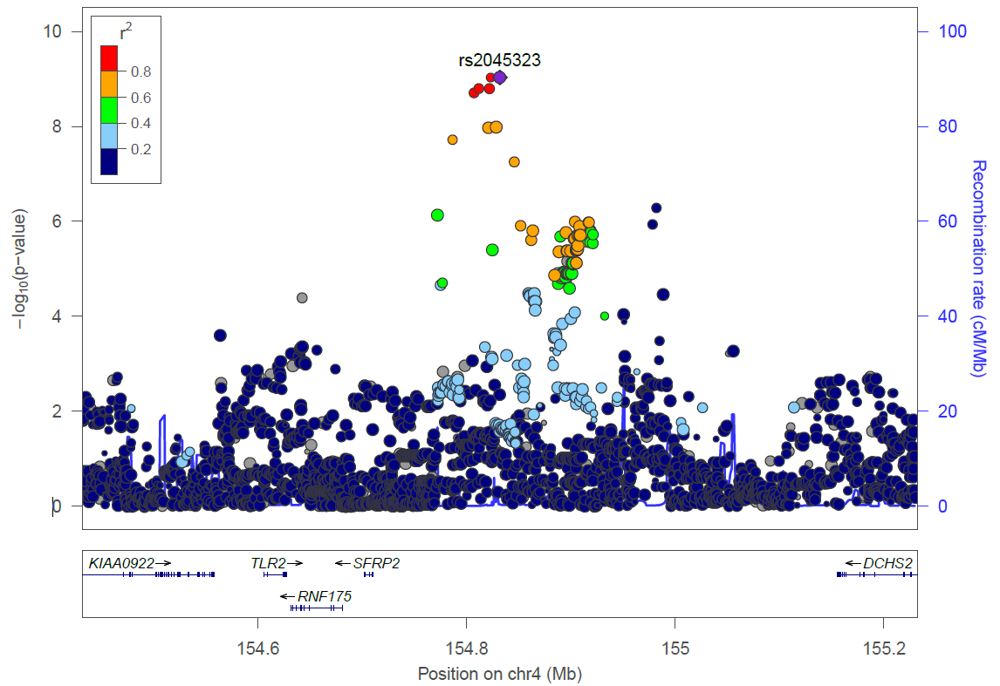 r2
0.8
0.6
0.4
0.2
rs2045323
10
8
6
4
2
0
−log10(p−value)
100
80
60
40
20
0
Recombination rate (cM/Mb)
KIAA0922→ TLR2→ ←SFRP2 ←DCHS2
←RNF175
154.6 154.8 155 155.2
Position on chr4 (Mb)